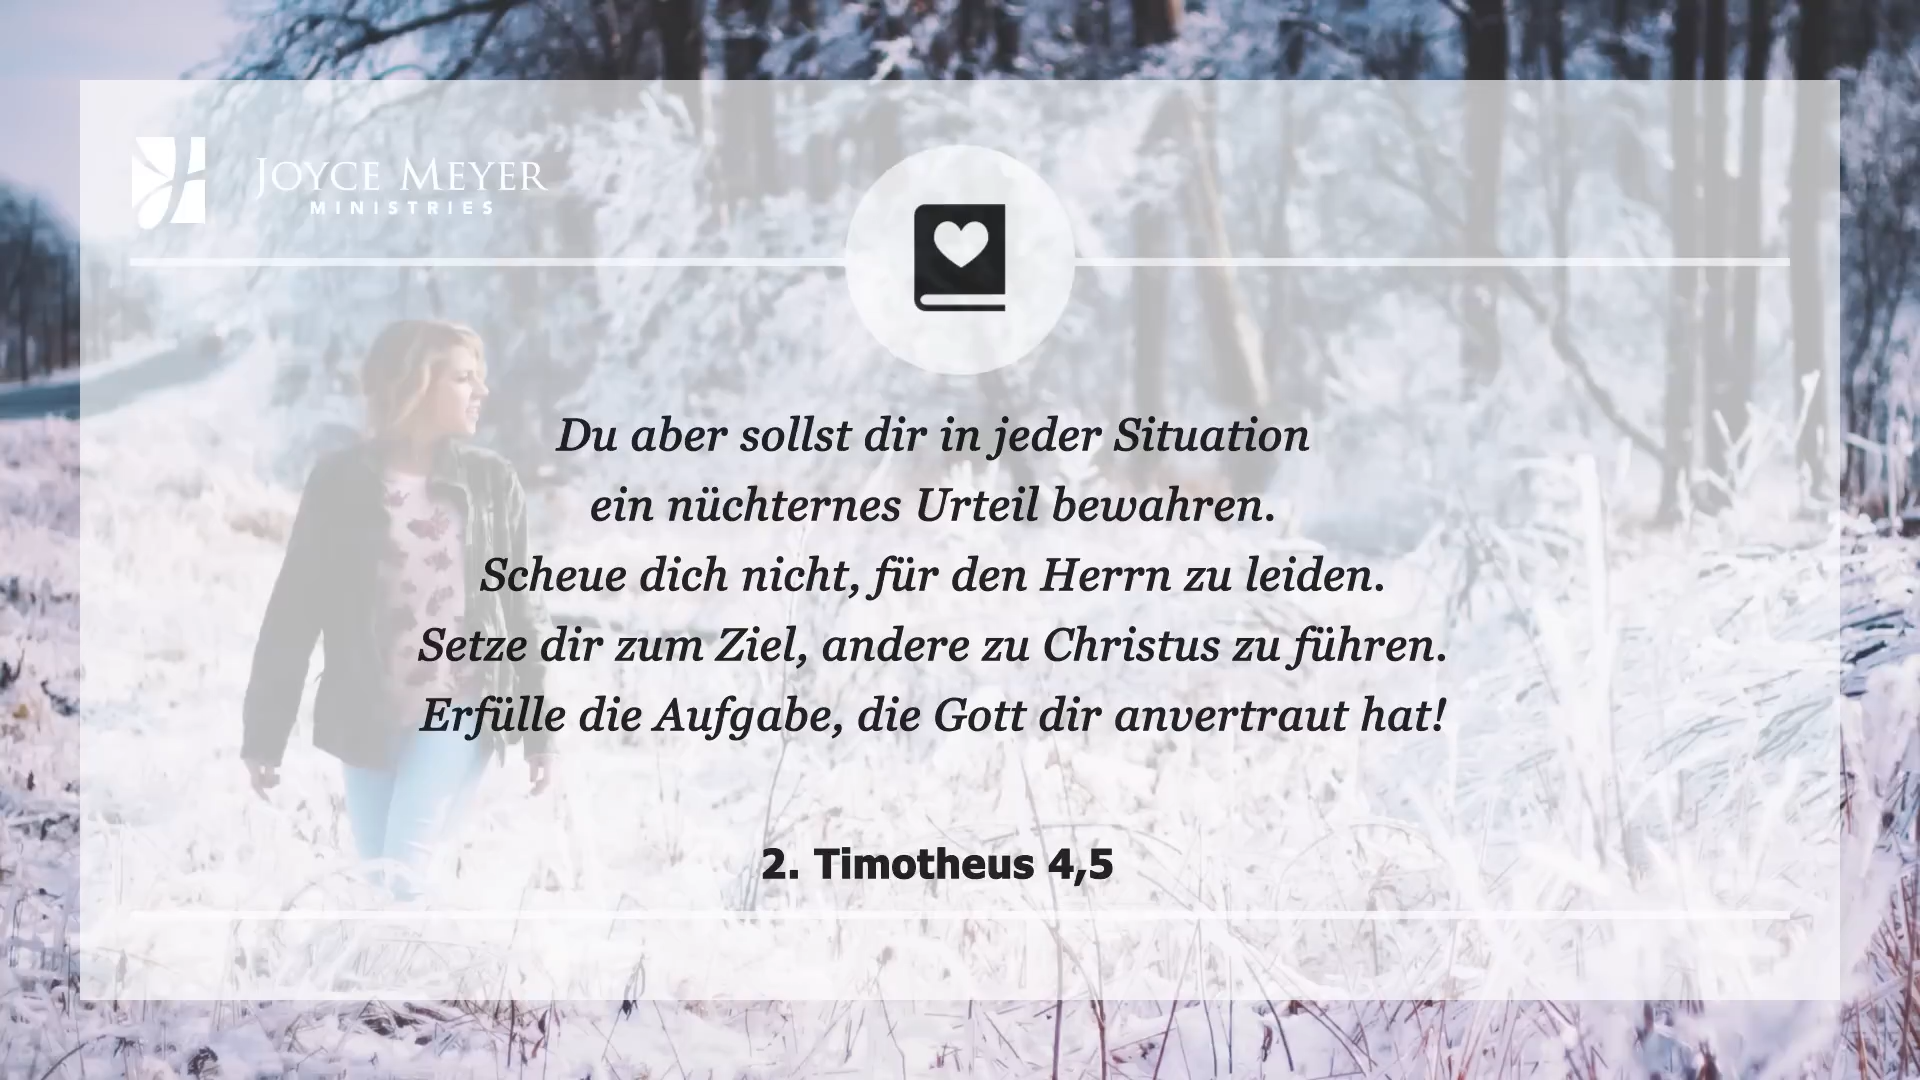 JOYCE MEYER
MINISTRIES
Du aber sollst dir in jeder Situation
ein nüchternes Urteil bewahren.
Scheue dich nicht, für den Herrn zu leiden.
Setze dir zum Ziel, andere zu Christus zu führen.
Erfülle die Aufgabe, die Gott dir anvertraut hat!
2. Timotheus 4,5